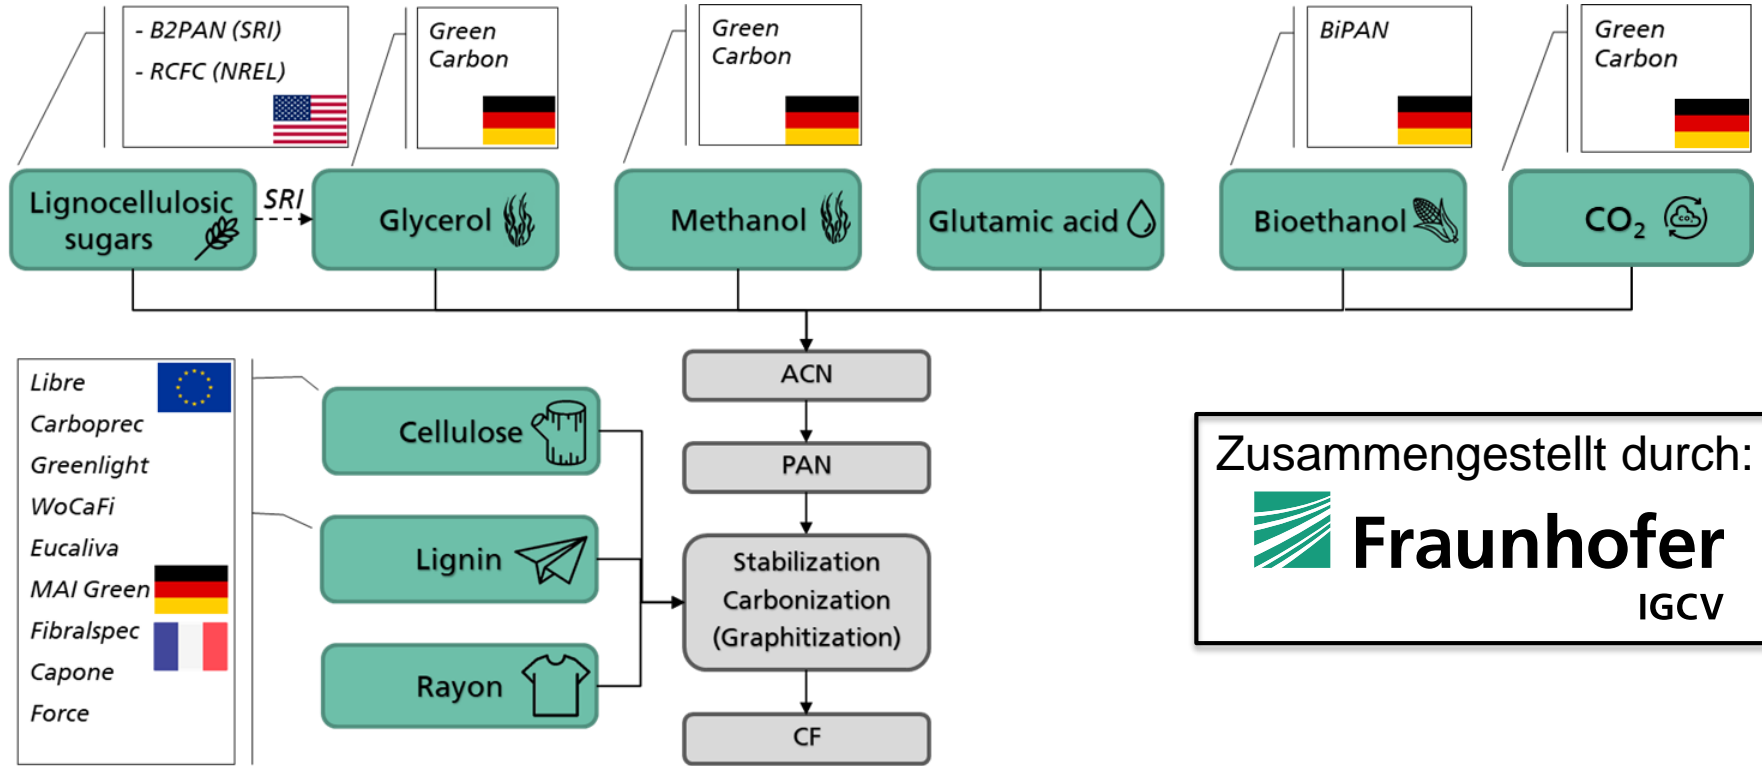 - B2PAN (SRI)
- RCFC (NREL)
Green
Carbon
Green
Carbon
BiPAN
Green
Carbon
Lignocellulosic
sugars
SRI
Glycerol
Methanol
Glutamic acid
Bioethanol
CO₂
ACN
PAN
Stabilization
Carbonization
(Graphitization)
CF
Libre
Carboprec
Greenlight
WoCaFi
Eucaliva
MAI Green
Fibralspec
Capone
Force
Cellulose
Lignin
Rayon
Zusammengestellt durch:
Fraunhofer
IGCV